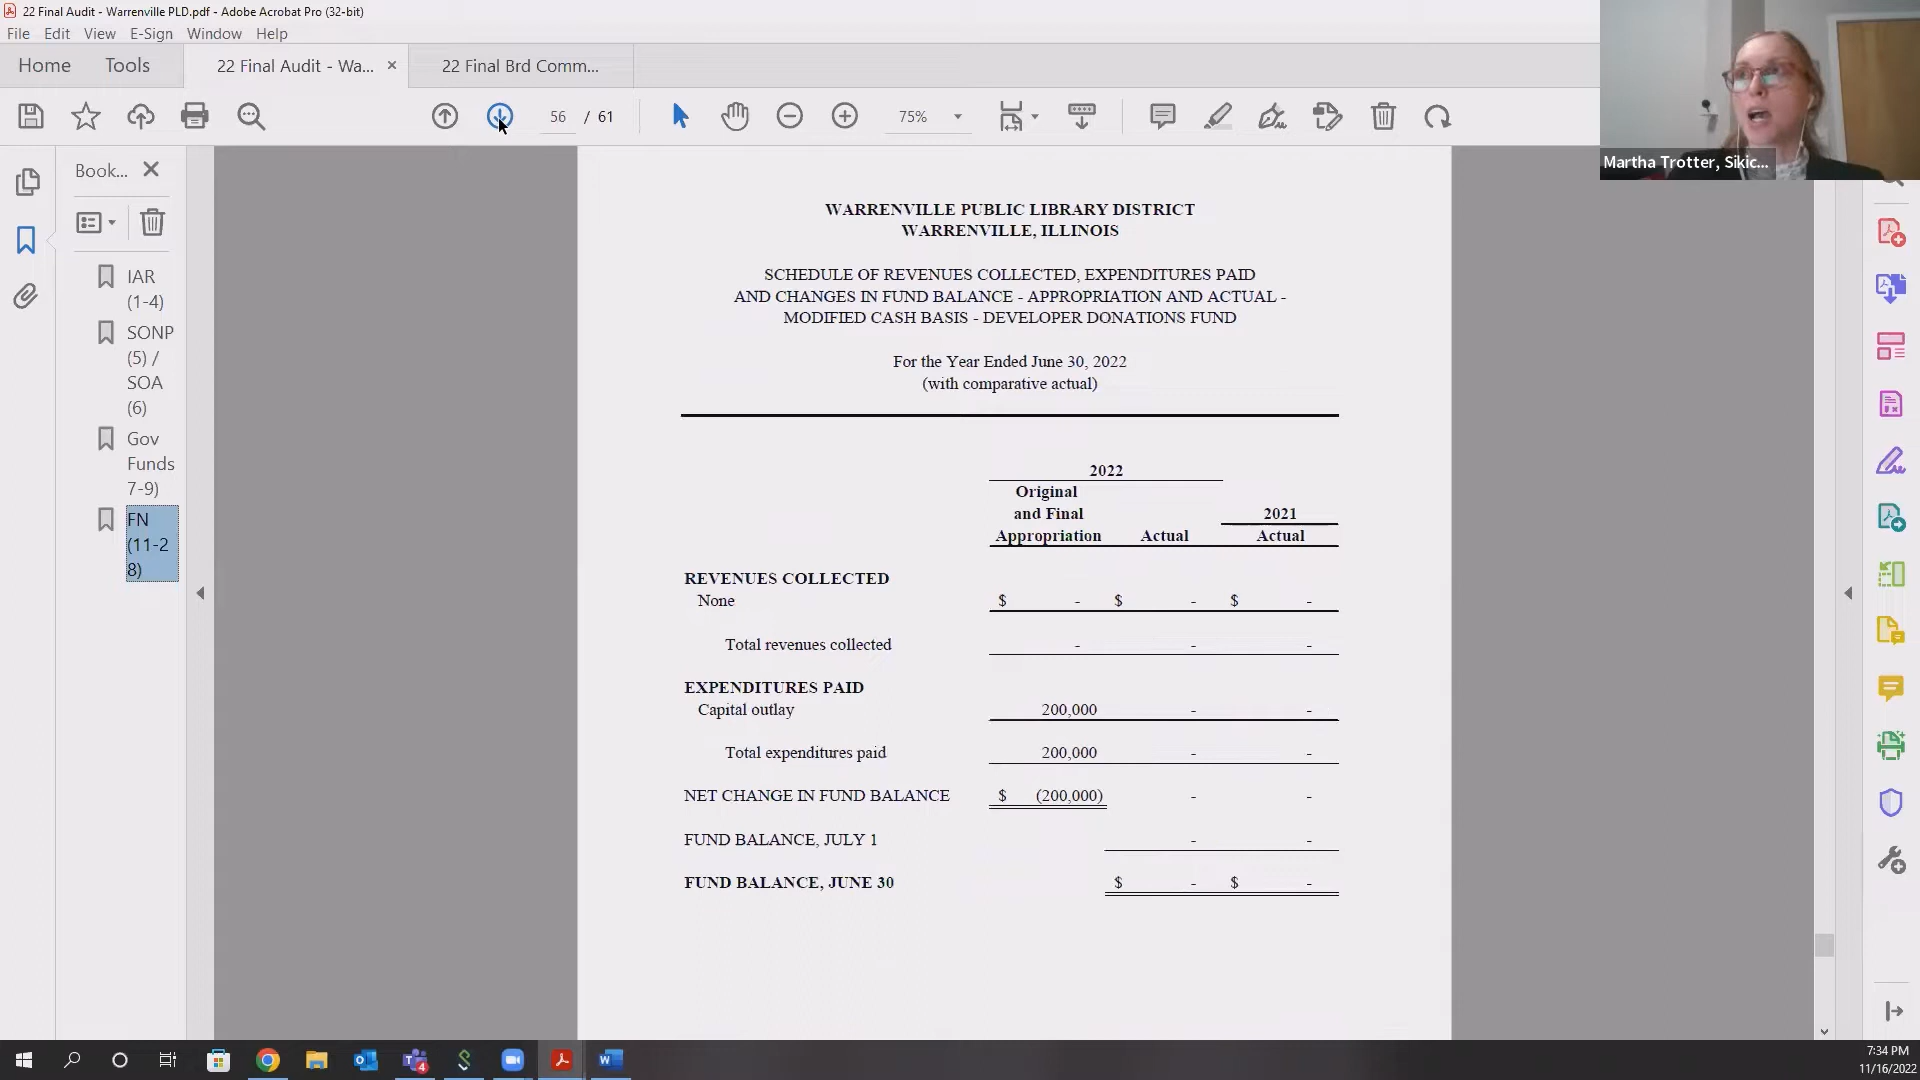 22 Final Audit - Warrenville PLD.pdf - Adobe Acrobat Pro (32-bit)
File Edit View E-Sign Window Help
Home Tools 22 Final Audit - Wa... × 22 Final Brd Comm...
56 / 61 75%
Martha Trotter, Sikic...
Book...
IAR
(1-4)
SONP
(5) /
SOA
(6)
Gov
Funds
7-9)
FN
(11-2
8)
WARRENVILLE PUBLIC LIBRARY DISTRICT
WARRENVILLE, ILLINOIS
SCHEDULE OF REVENUES COLLECTED, EXPENDITURES PAID
AND CHANGES IN FUND BALANCE - APPROPRIATION AND ACTUAL -
MODIFIED CASH BASIS - DEVELOPER DONATIONS FUND
For the Year Ended June 30, 2022
(with comparative actual)
2022
Original
and Final 2021
Appropriation Actual Actual
REVENUES COLLECTED
None $ - $ - $ -
Total revenues collected - - -
EXPENDITURES PAID
Capital outlay 200,000 - -
Total expenditures paid 200,000 - -
NET CHANGE IN FUND BALANCE $ (200,000) - -
FUND BALANCE, JULY 1 - -
FUND BALANCE, JUNE 30 $ - $ -
4
7:34 PM
11/16/2022